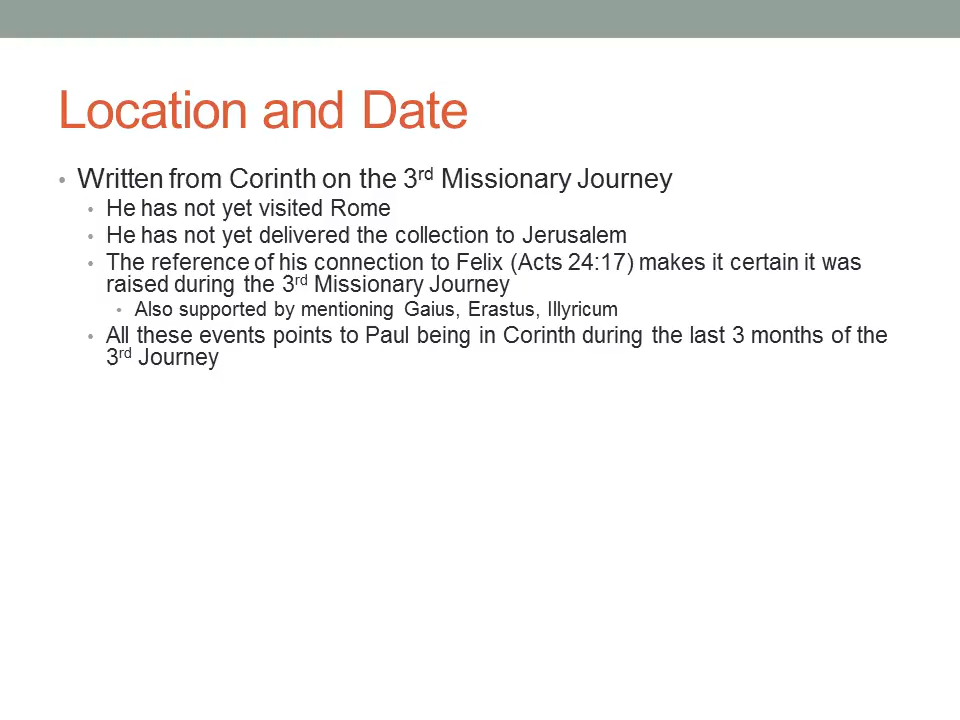 Location and Date
• Written from Corinth on the 3rd Missionary Journey
• He has not yet visited Rome
• He has not yet delivered the collection to Jerusalem
• The reference of his connection to Felix (Acts 24:17) makes it certain it was
raised during the 3rd Missionary Journey
• Also supported by mentioning Gaius, Erastus, Illyricum
• All these events points to Paul being in Corinth during the last 3 months of the
3rd Journey